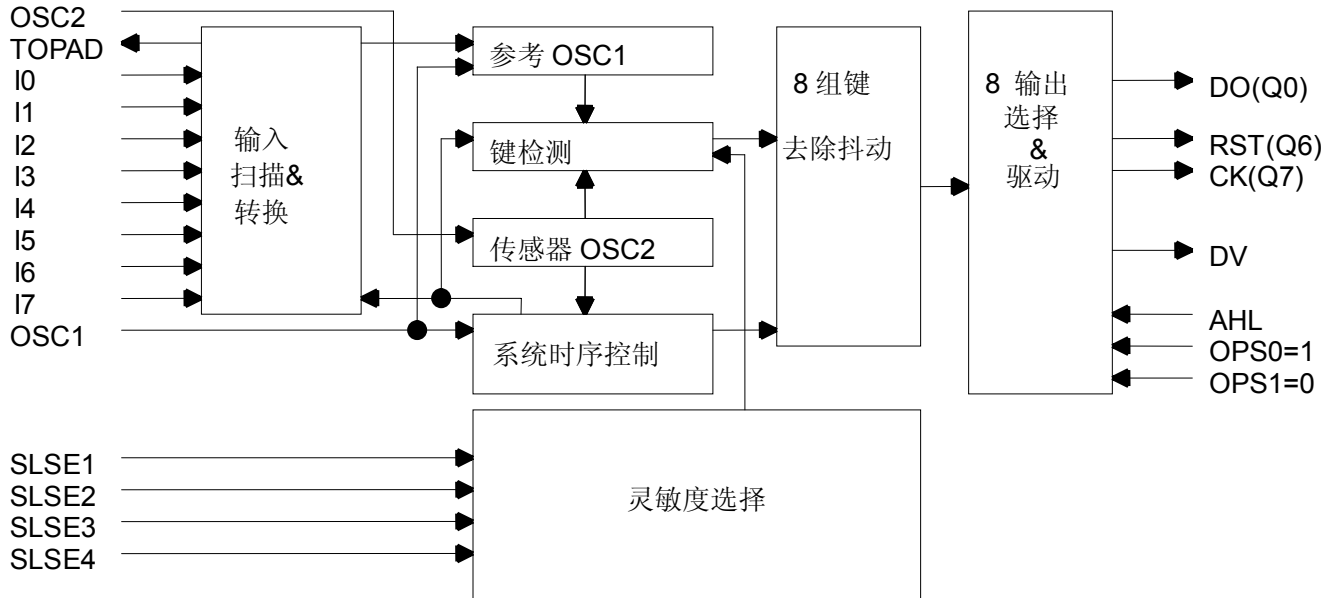 OSC2
TOPAD
I0
I1
I2
I3
I4
I5
I6
I7
OSC1
SLSE1
SLSE2
SLSE3
SLSE4
输入
扫描&
转换
参考 OSC1
键检测
传感器 OSC2
系统时序控制
灵敏度选择
8 组键
去除抖动
8 输出
选择
&
驱动
DO(Q0)
RST(Q6)
CK(Q7)
DV
AHL
OPS0=1
OPS1=0